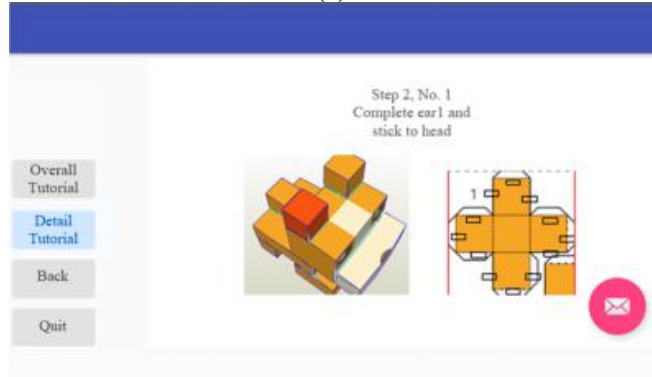 Step 2, No. 1
Complete ear1 and
stick to head
Overall
Tutorial
Detail
Tutorial
Back
Quit
1